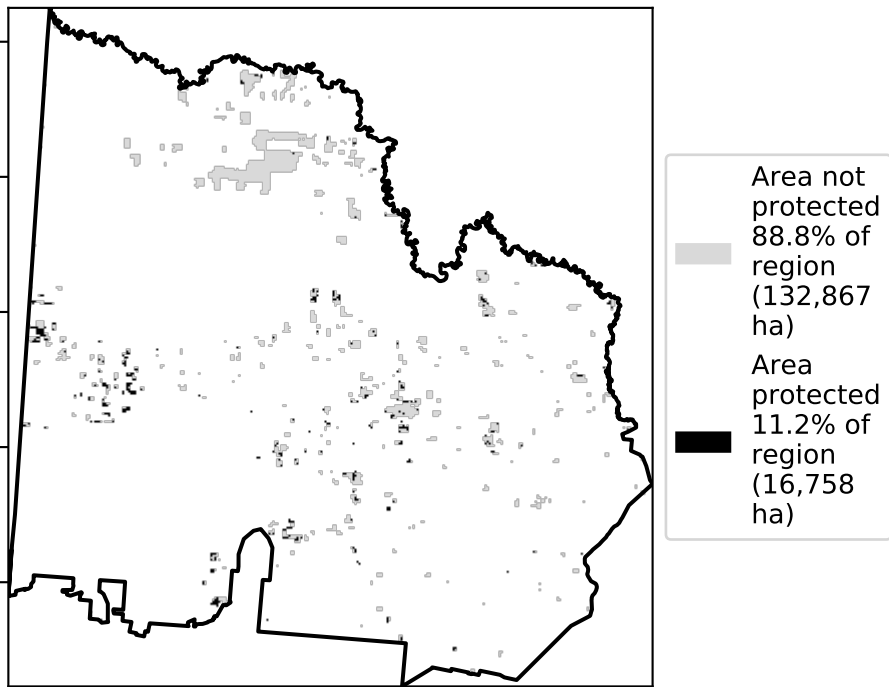 Area not
protected
88.8% of
region
(132,867
ha)
Area
protected
11.2% of
region
(16,758
ha)